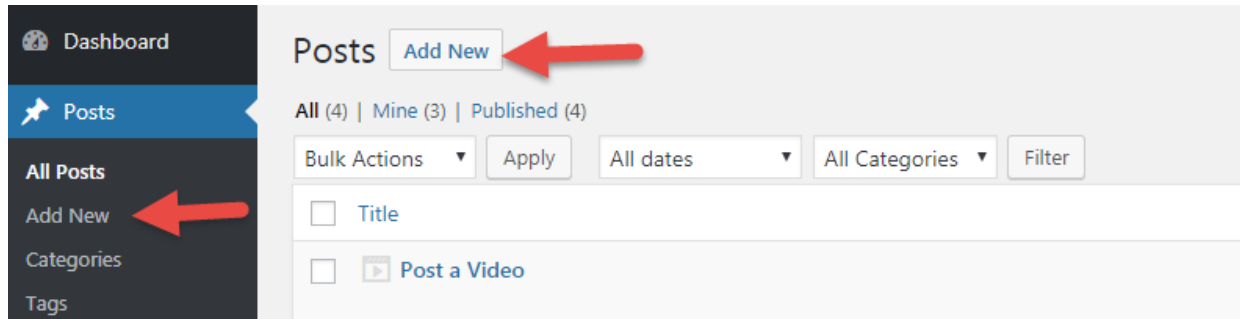 Dashboard
Posts
All Posts
Add New
Categories
Tags
Posts Add New
All (4) | Mine (3) | Published (4)
Bulk Actions Apply All dates All Categories Filter
Title
Post a Video